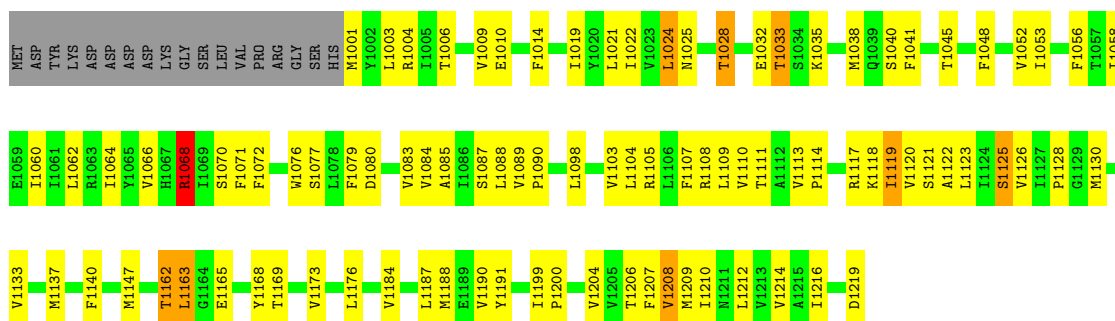 MET ASP TYR LYS ASP ASP ASP ASP LYS GLY SER LEU VAL PRO ARG GLY SER HIS M1001 Y1002 L1003 R1004 I1005 T1006 V1009 E1010 F1014 I1019 Y1020 L1021 I1022 V1023 L1024 N1025 T1028 E1032 T1033 S1034 K1035 M1038 Q1039 S1040 F1041 T1045 F1048 V1052 I1053 F1056 T1057 I1058
E1059 I1060 I1061 L1062 R1063 I1064 Y1065 V1066 H1067 R1068 I1069 S1070 F1071 F1072 W1076 S1077 L1078 F1079 D1080 V1083 V1084 A1085 I1086 S1087 L1088 V1089 P1090 L1098 V1103 L1104 R1105 L1106 F1107 R1108 L1109 V1110 T1111 A1112 V1113 P1114 R1117 K1118 I1119 V1120 S1121 A1122 L1123 I1124 S1125 V1126 I1127 P1128 G1129 M1130
V1133 M1137 F1140 M1147 T1162 L1163 G1164 E1165 Y1168 T1169 V1173 L1176 V1184 L1187 M1188 E1189 V1190 Y1191 I1199 P1200 V1204 V1205 T1206 F1207 V1208 M1209 I1210 N1211 L1212 V1213 V1214 A1215 I1216 D1219